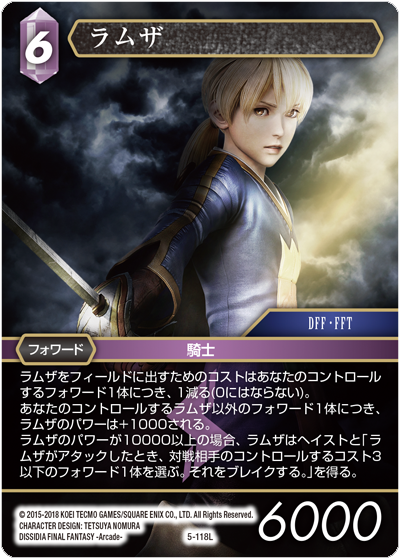 6
ラムザ
DFF・FFT
フォワード
騎士
ラムザをフィールドに出すためのコストはあなたのコントロール
するフォワード1体につき、1減る(0にはならない)。
あなたのコントロールするラムザ以外のフォワード1体につき、
ラムザのパワーは+1000される。
ラムザのパワーが10000以上の場合、ラムザはヘイストと「ラ
ムザがアタックしたとき、対戦相手のコントロールするコスト3
以下のフォワード1体を選ぶ。それをブレイクする。」を得る。
© 2015-2018 KOEI TECMO GAMES/SQUARE ENIX CO., LTD. All Rights Reserved.
CHARACTER DESIGN: TETSUYA NOMURA
DISSIDIA FINAL FANTASY -Arcade-
5-118L
6000